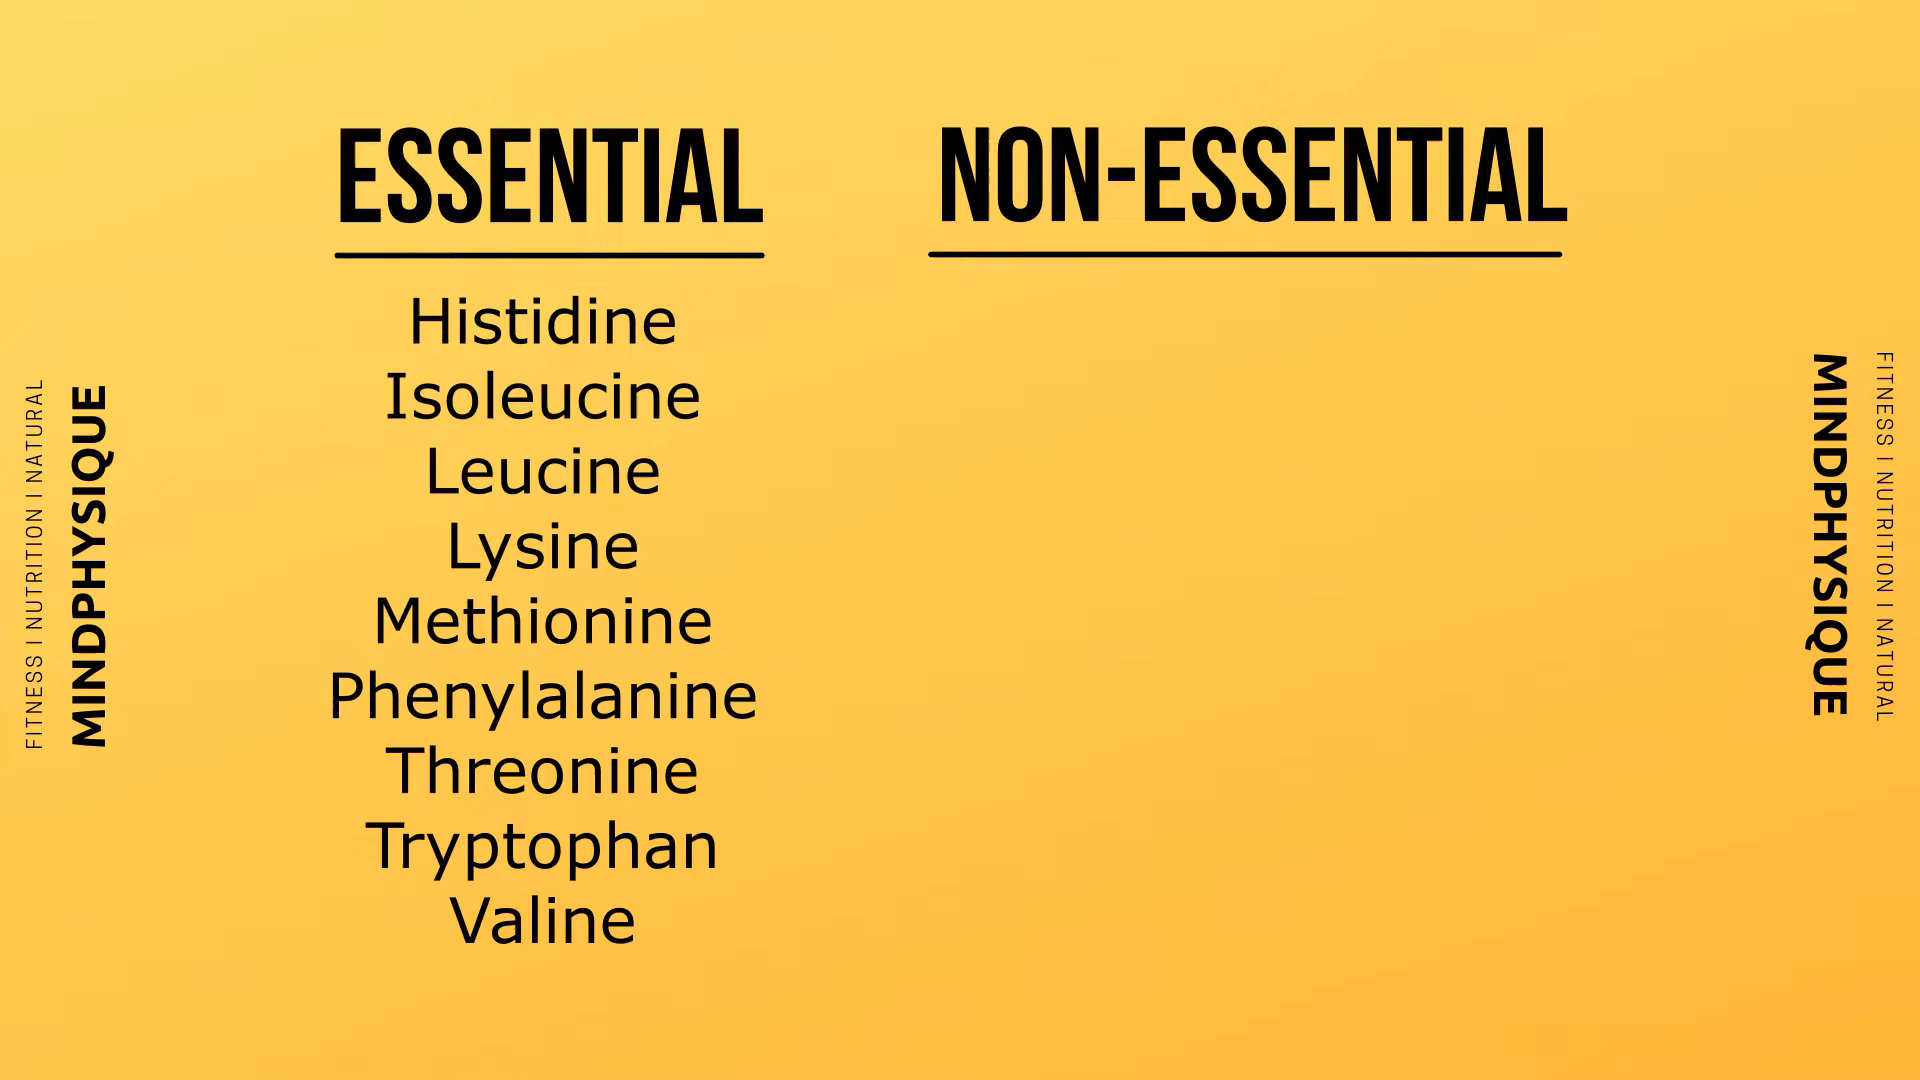 FITNESS I NUTRITION I NATURAL
MINDPHYSIQUE
ESSENTIAL
Histidine
Isoleucine
Leucine
Lysine
Methionine
Phenylalanine
Threonine
Tryptophan
Valine
NON-ESSENTIAL
MINDPHYSIQUE
FITNESS I NUTRITION I NATURAL